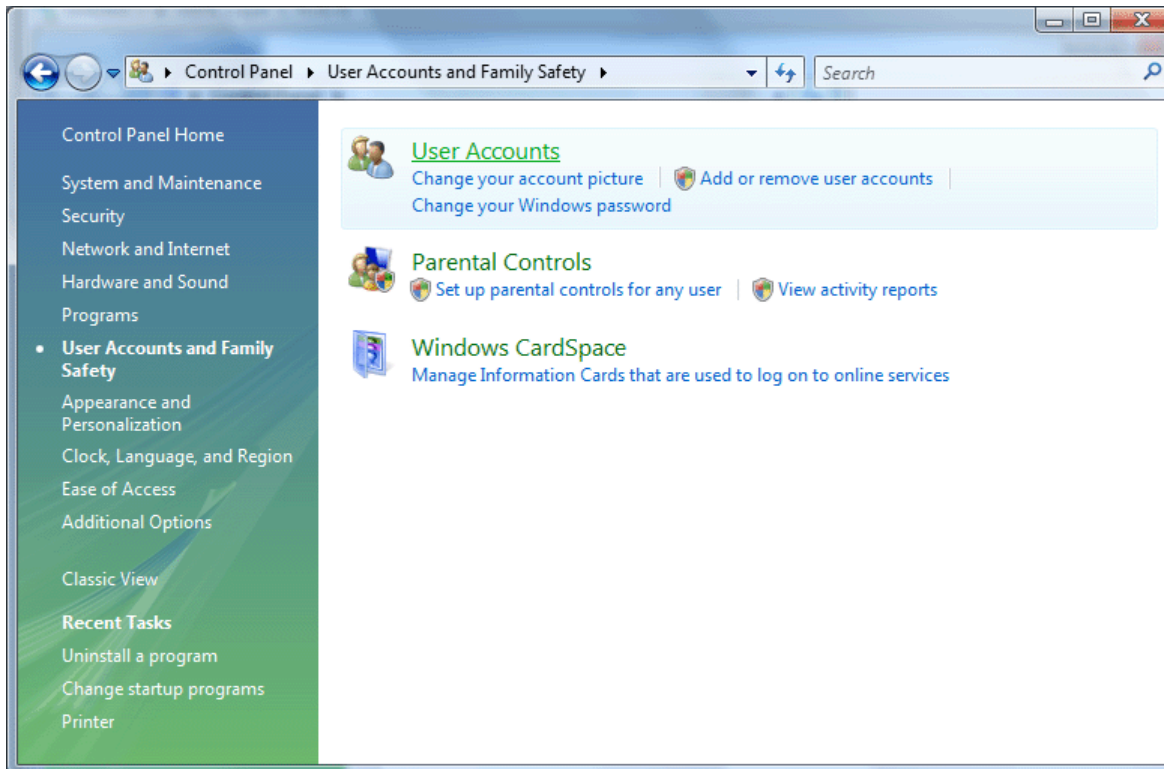 Control Panel User Accounts and Family Safety Search
Control Panel Home
System and Maintenance
Security
Network and Internet
Hardware and Sound
Programs
User Accounts and Family
Safety
Appearance and
Personalization
Clock, Language, and Region
Ease of Access
Additional Options
Classic View
Recent Tasks
Uninstall a program
Change startup programs
Printer
User Accounts
Change your account picture Add or remove user accounts
Change your Windows password
Parental Controls
Set up parental controls for any user View activity reports
Windows CardSpace
Manage Information Cards that are used to log on to online services